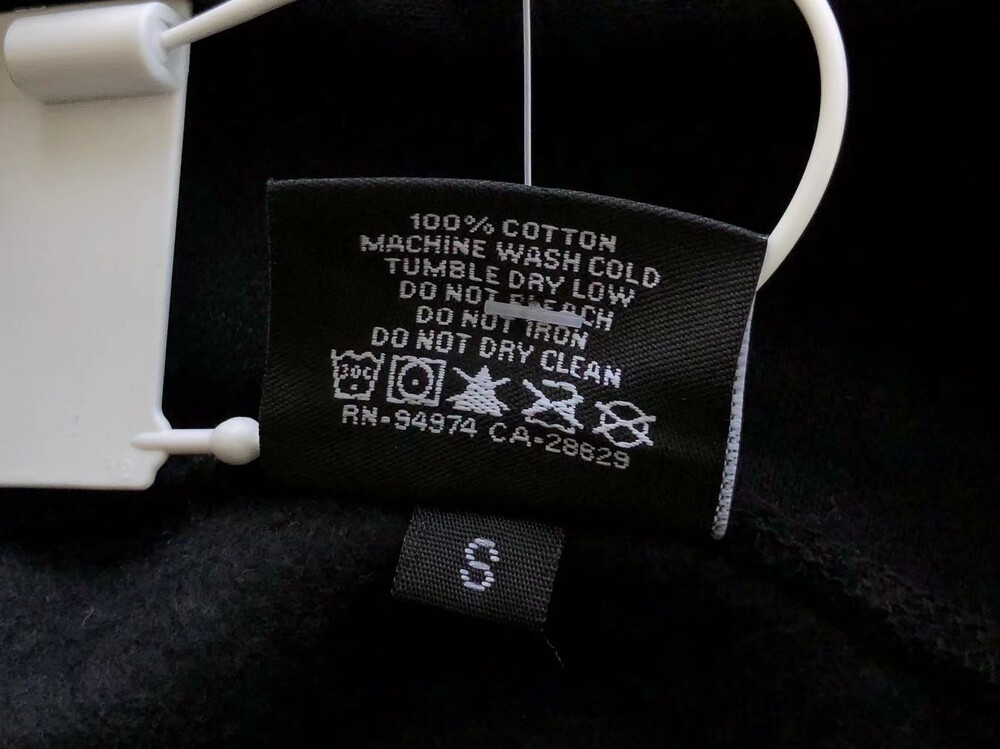 100% COTTON
MACHINE WASH COLD
TUMBLE DRY LOW
DO NOT BLEACH
DO NOT IRON
DO NOT DRY CLEAN
30C
RN-94974 CA-28629
S